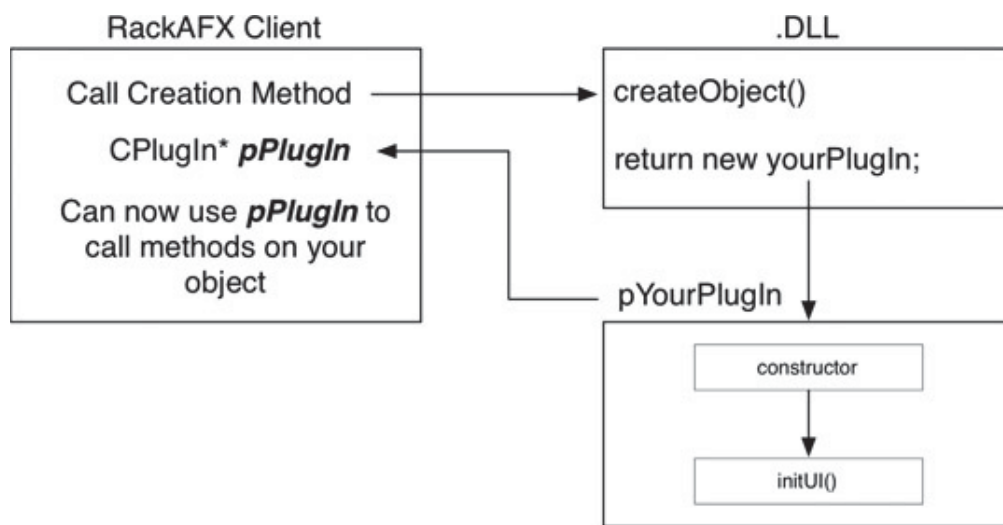 RackAFX Client
Call Creation Method
CPlugIn* pPlugIn
Can now use pPlugIn to
call methods on your
object
.DLL
createObject()
return new yourPlugIn;
pYourPlugIn
constructor
initUI()